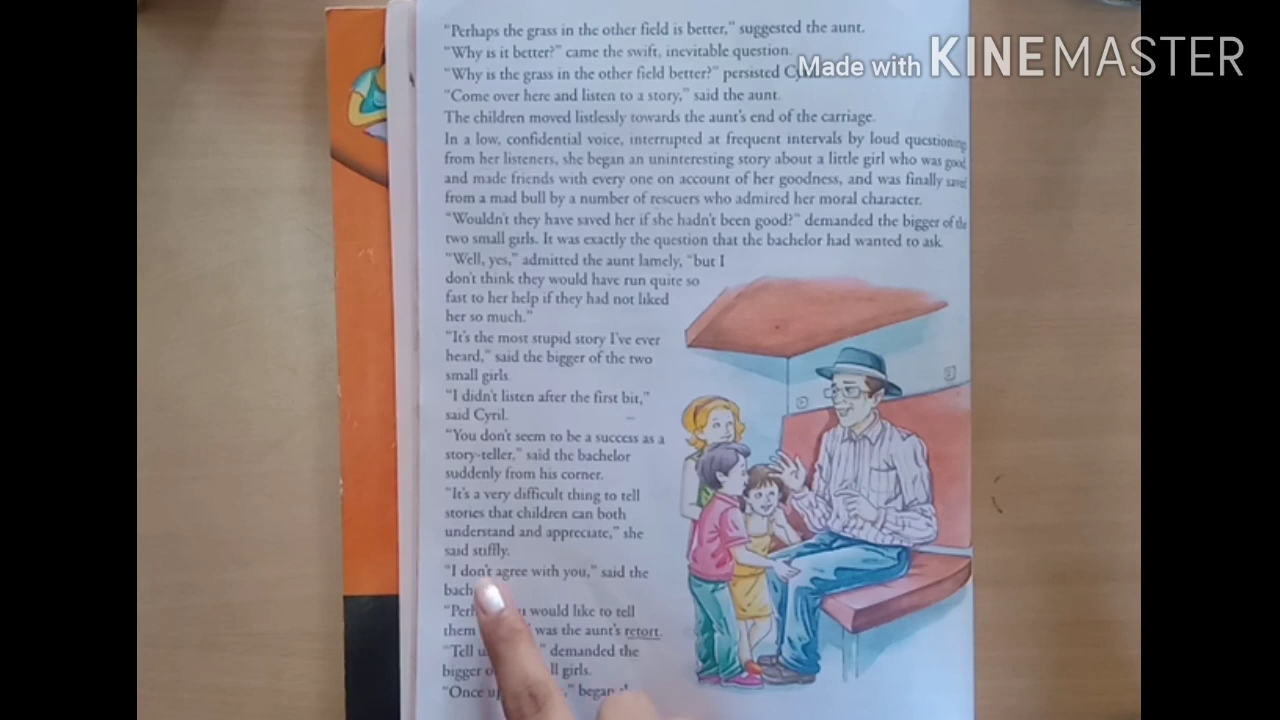 "Perhaps the grass in the other field is better," suggested the aunt.
"Why is it better?" came the swift, inevitable question.
"Why is the grass in the other field better?" persisted
Made with KINEMASTER
"Come over here and listen to a story," said the aunt.
The children moved listlessly towards the aunt's end of the carriage.
In a low, confidential voice, interrupted at frequent intervals by loud questioning
from her listeners, she began an uninteresting story about a little girl who was good
and made friends with every one on account of her goodness, and was finally saved
from a mad bull by a number of rescuers who admired her moral character.
"Wouldn't they have saved her if she hadn't been good?" demanded the bigger of the
two small girls. It was exactly the question that the bachelor had wanted to ask.
"Well, yes," admitted the aunt lamely, "but I
don't think they would have run quite so
fast to her help if they had not liked
her so much."
"It's the most stupid story I've ever
heard," said the bigger of the two
small girls.
"I didn't listen after the first bit,"
said Cyril.
"You don't seem to be a success as a
story-teller," said the bachelor
suddenly from his corner.
"It's a very difficult thing to tell
stories that children can both
understand and appreciate," she
said stiffly.
"I don't agree with you," said the
would like to tell
them was the aunt's retort.
"Tell demanded the
bigger girls.
"Once began